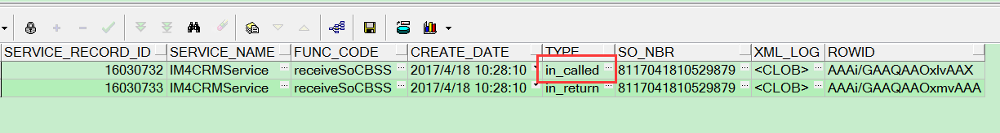 SERVICE_RECORD_ID SERVICE_NAME FUNC_CODE CREATE_DATE TYPE SO_NBR XML_LOG ROWID
16030732 IM4CRMService ··· receiveSoCBSS ··· 2017/4/18 10:28:10 in_called ··· 8117041810529879 <CLOB> ··· AAAi/GAAQAAOxlvAAX
16030733 IM4CRMService ··· receiveSoCBSS ··· 2017/4/18 10:28:10 in_return ··· 8117041810529879 <CLOB> ··· AAAi/GAAQAAOxmvAAA